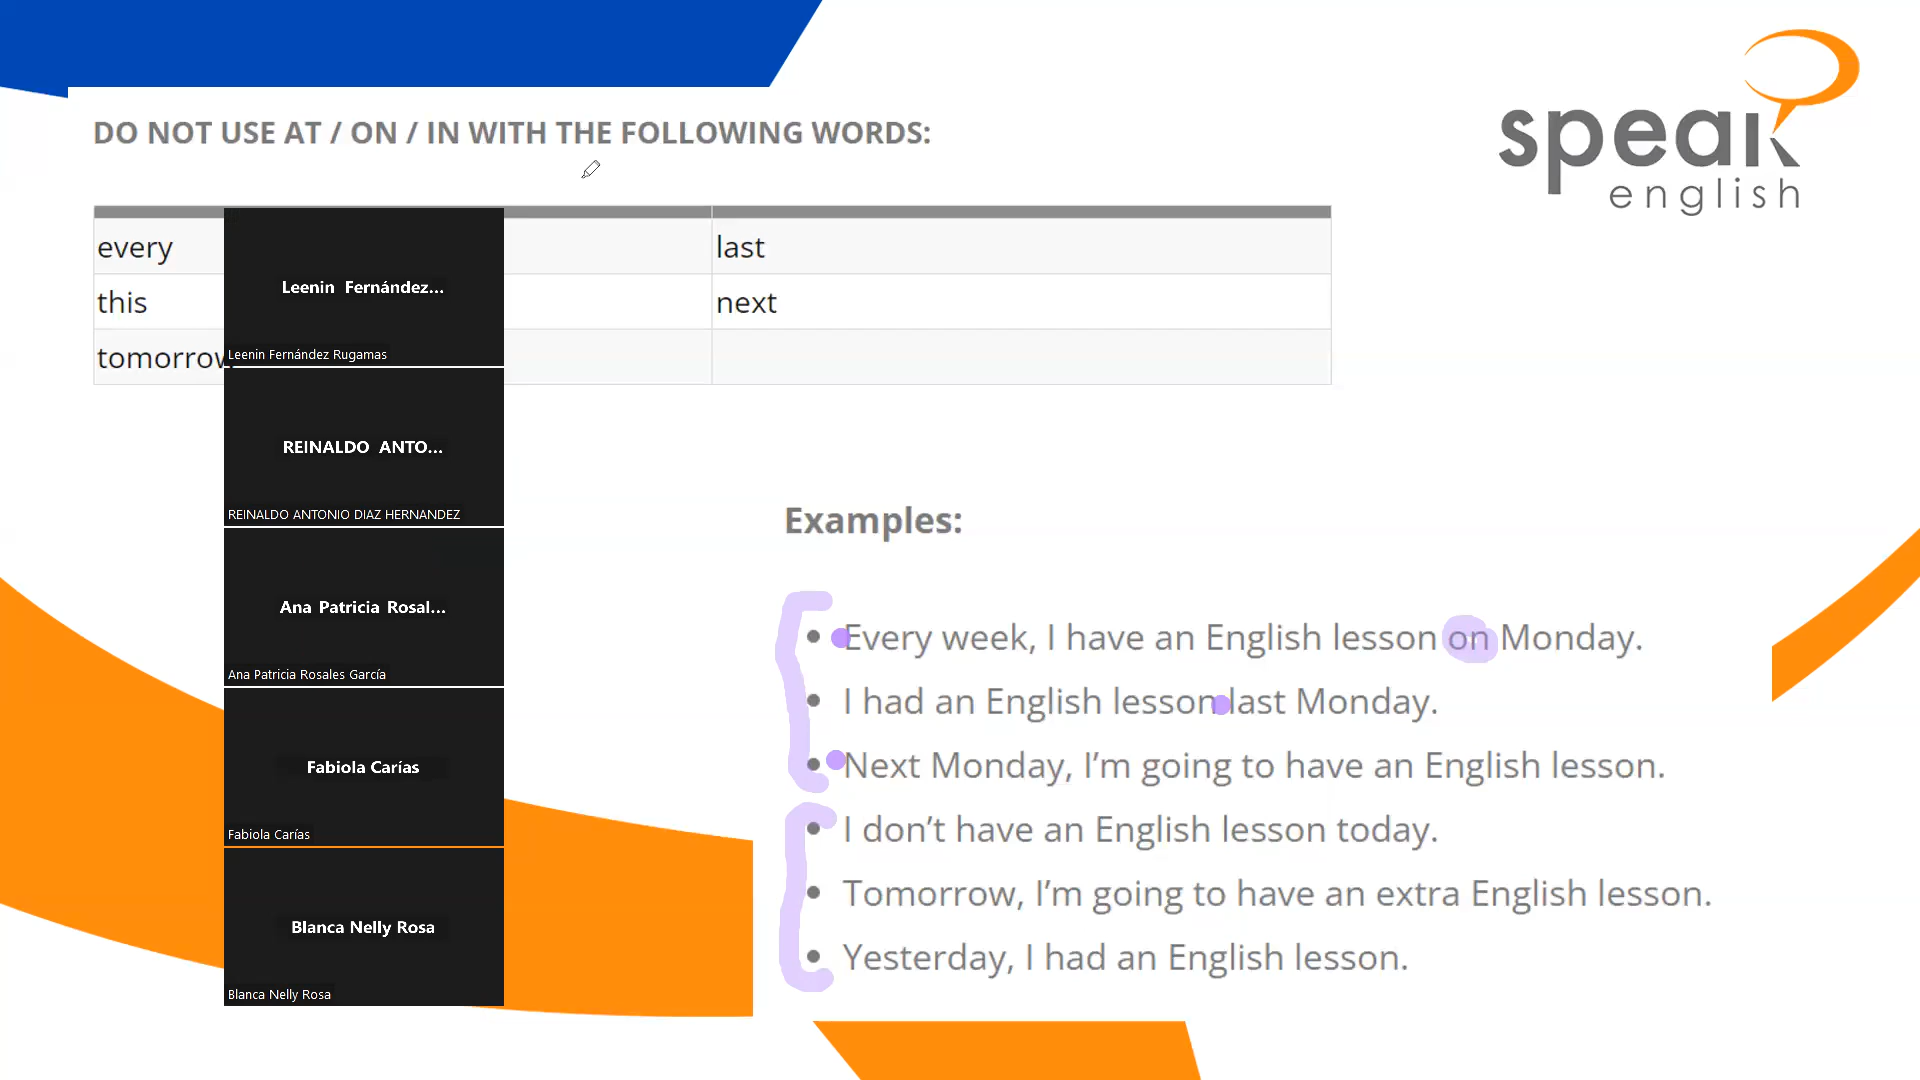 DO NOT USE AT / ON / IN WITH THE FOLLOWING WORDS:
speak
english
every
last
this
next
tomorrow
Leenin Fernández...
Leenin Fernández Rugamas
REINALDO ANTO...
REINALDO ANTONIO DIAZ HERNANDEZ
Ana Patricia Rosal...
Ana Patricia Rosales García
Fabiola Carías
Fabiola Carías
Blanca Nelly Rosa
Blanca Nelly Rosa
Examples:
• Every week, I have an English lesson on Monday.
• I had an English lesson last Monday.
• Next Monday, I’m going to have an English lesson.
• I don’t have an English lesson today.
• Tomorrow, I’m going to have an extra English lesson.
• Yesterday, I had an English lesson.